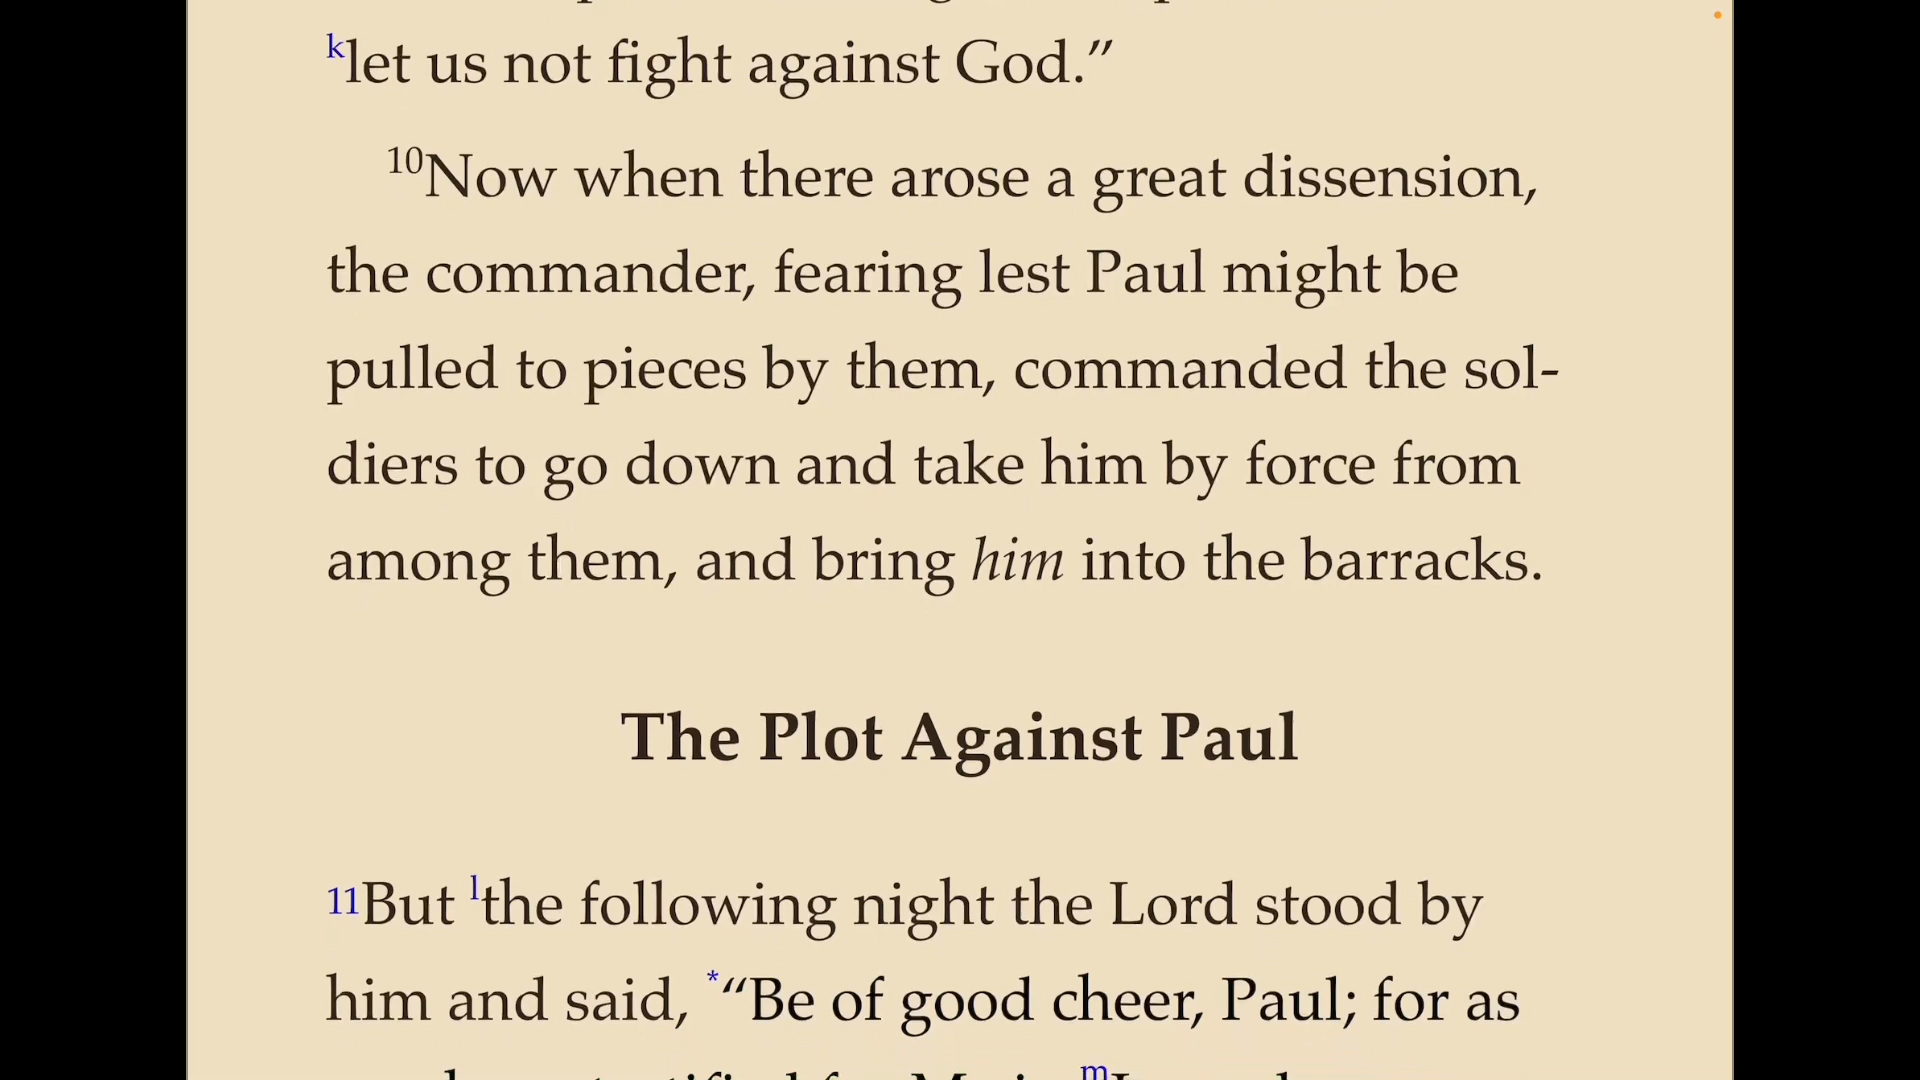 ᵏlet us not fight against God.”
¹⁰Now when there arose a great dissension,
the commander, fearing lest Paul might be
pulled to pieces by them, commanded the sol-
diers to go down and take him by force from
among them, and bring him into the barracks.
The Plot Against Paul
11But ˡthe following night the Lord stood by
him and said, *“Be of good cheer, Paul; for as